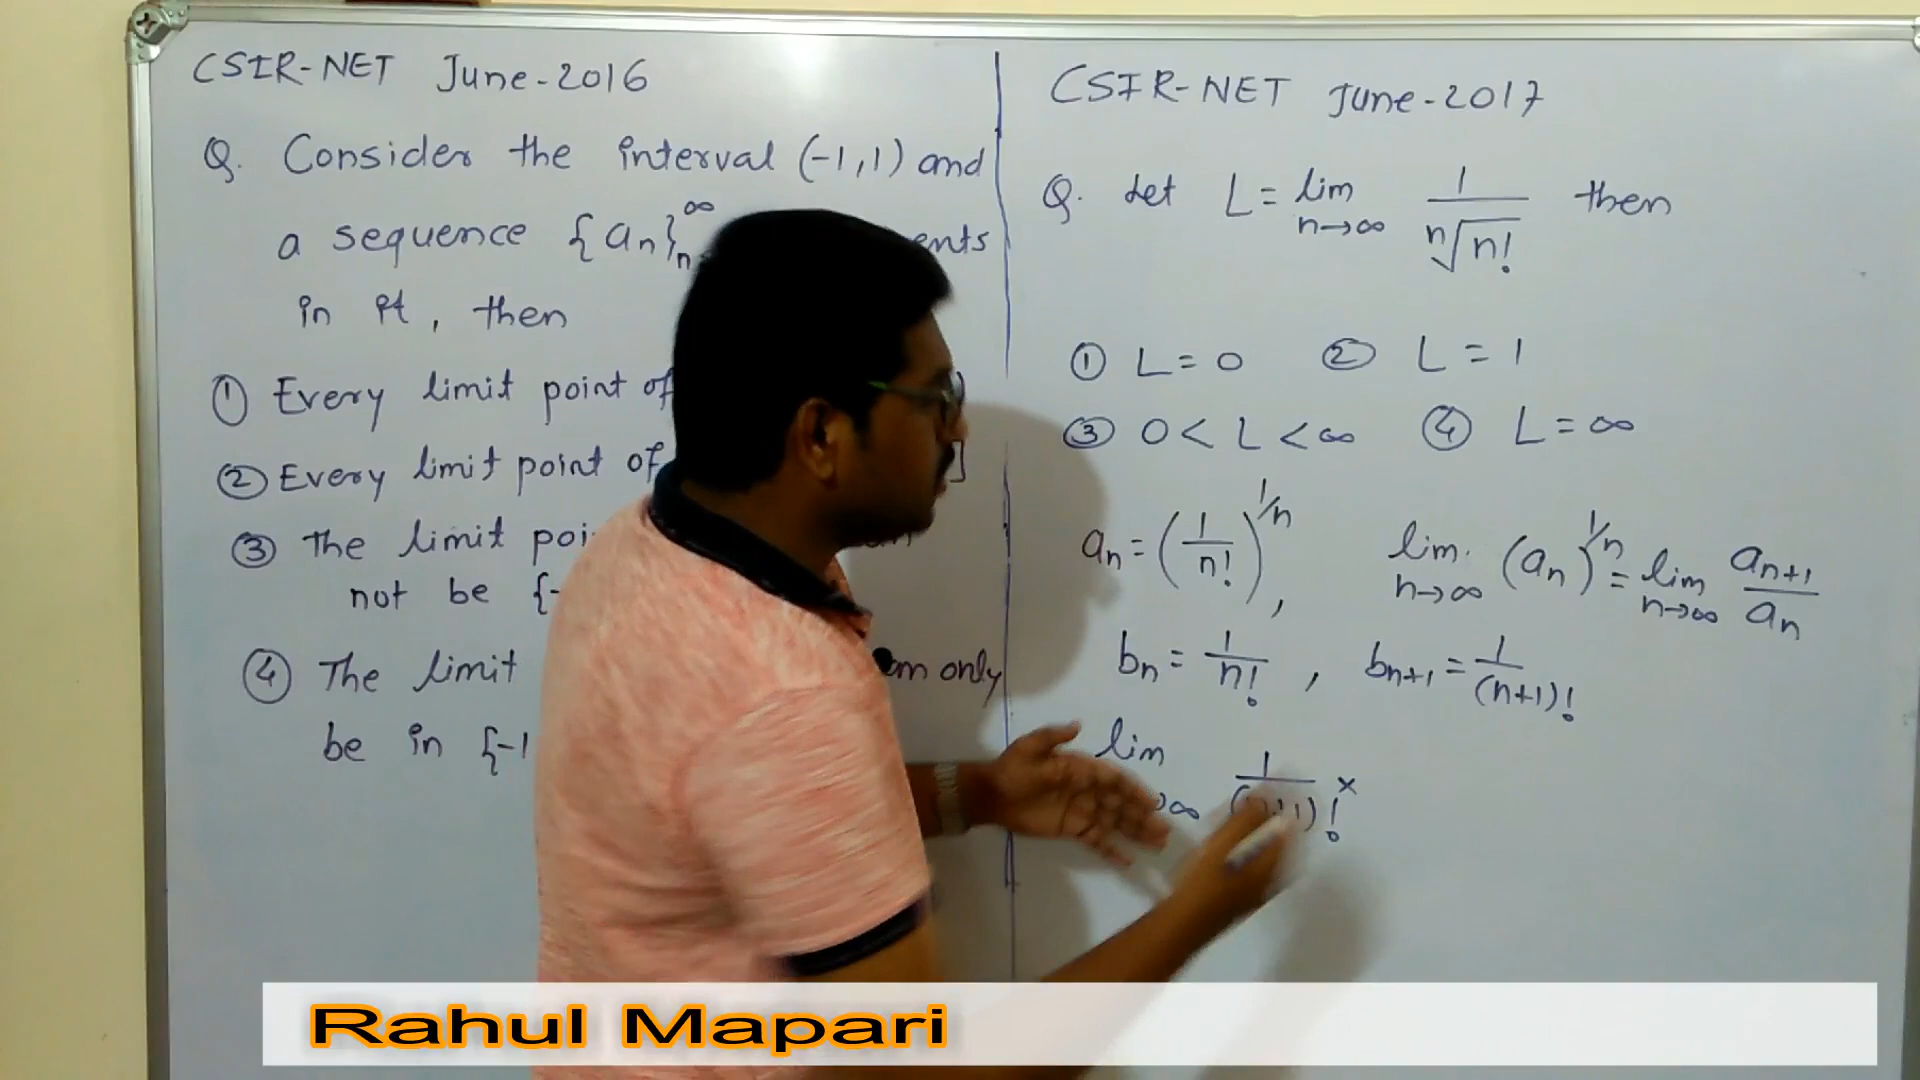 CSIR-NET June-2016
Q. Consider the interval (-1,1) and
a sequence {an}∞n
in it, then
① Every limit point of
② Every limit point of ]
③ The limit
not be {-
④ The limit only
be in {-1
CSIR-NET June-2017
Q. Let L = lim n→∞ 1/ⁿ√n! then
① L = 0 ② L = 1
③ 0 < L < ∞ ④ L = ∞
an = (1/n!)^1/n , lim. n→∞ (an)^1/n = lim n→∞ an+1/an
bn = 1/n! , bn+1 = 1/(n+1)!
lim →∞ 1/(n+1)! ×
Rahul Mapari